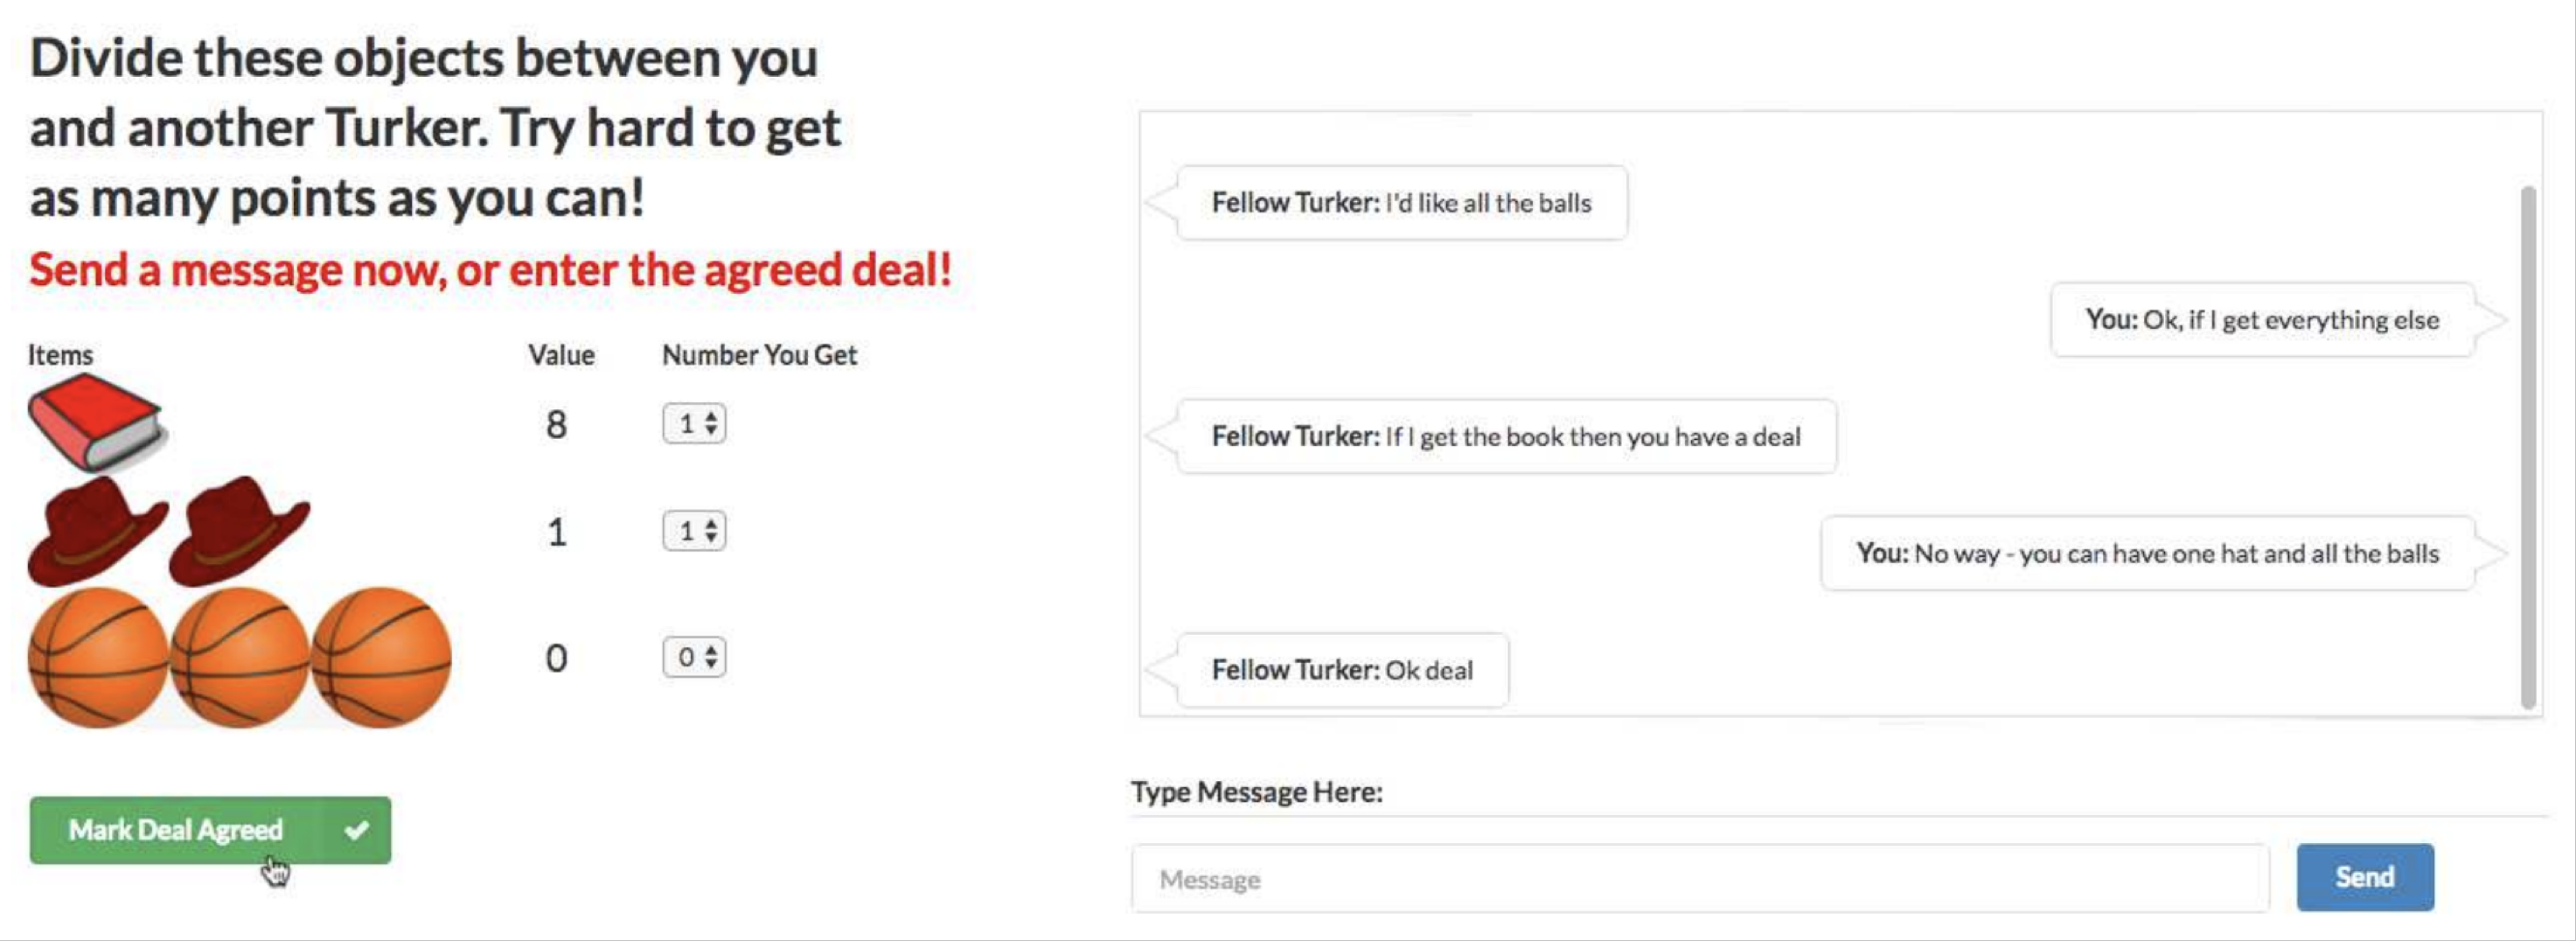 Divide these objects between you
and another Turker. Try hard to get
as many points as you can!
Send a message now, or enter the agreed deal!
Items Value Number You Get
8 1
1 1
0 0
Mark Deal Agreed
Fellow Turker: I'd like all the balls
You: Ok, if I get everything else
Fellow Turker: If I get the book then you have a deal
You: No way - you can have one hat and all the balls
Fellow Turker: Ok deal
Type Message Here:
Message
Send